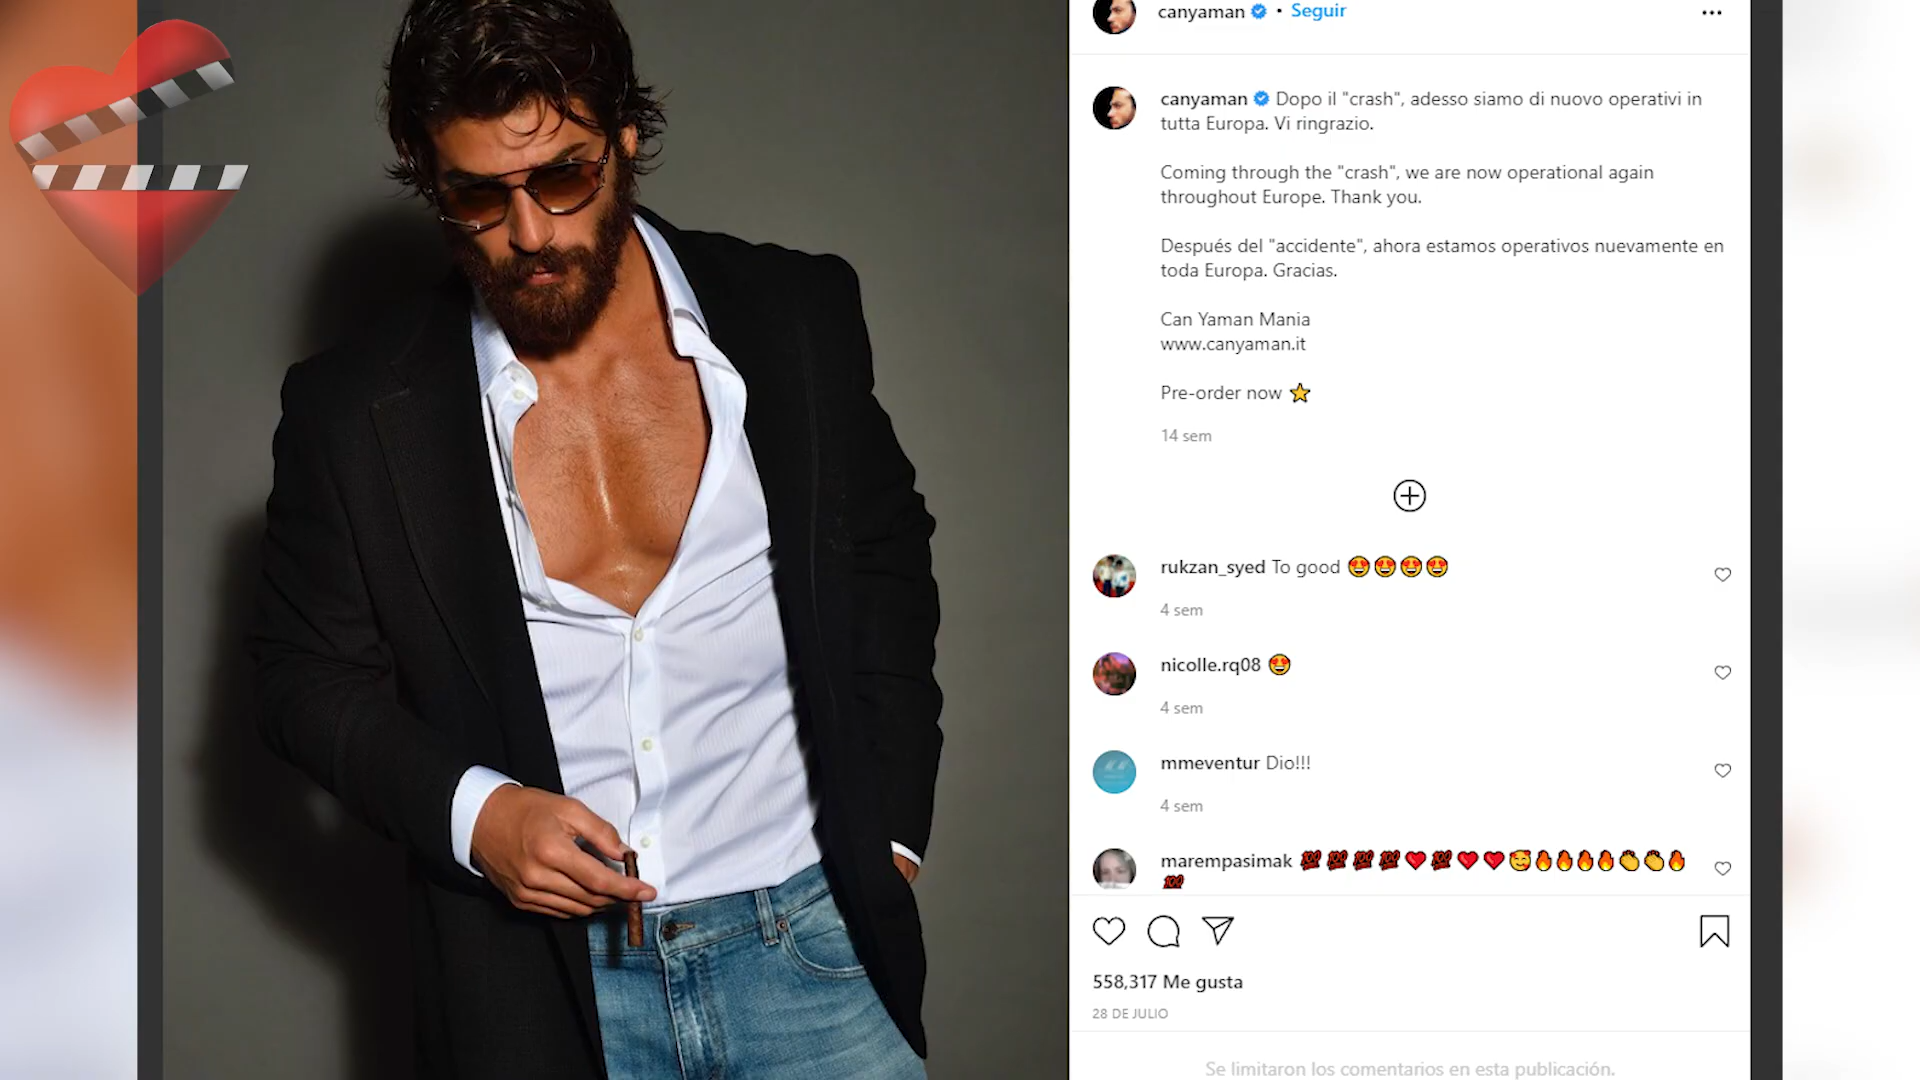 canyaman • Seguir
canyaman Dopo il "crash", adesso siamo di nuovo operativi in
tutta Europa. Vi ringrazio.
Coming through the "crash", we are now operational again
throughout Europe. Thank you.
Después del "accidente", ahora estamos operativos nuevamente en
toda Europa. Gracias.
Can Yaman Mania
www.canyaman.it
Pre-order now ⭐
14 sem
rukzan_syed To good 😍😍😍😍
4 sem
nicolle.rq08 😍
4 sem
mmeventur Dio!!!
4 sem
marempasimak 💯💯💯💯❤️💯❤️❤️🥰🔥🔥🔥🔥👏👏🔥
💯
558,317 Me gusta
28 DE JULIO
Se limitaron los comentarios en esta publicación.